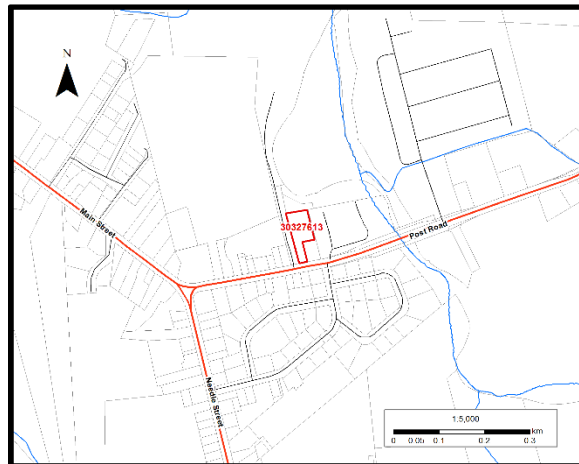 N
Main Street
30327613
Post Road
Needle Street
1:5,000
km
0 0.05 0.1 0.2 0.3